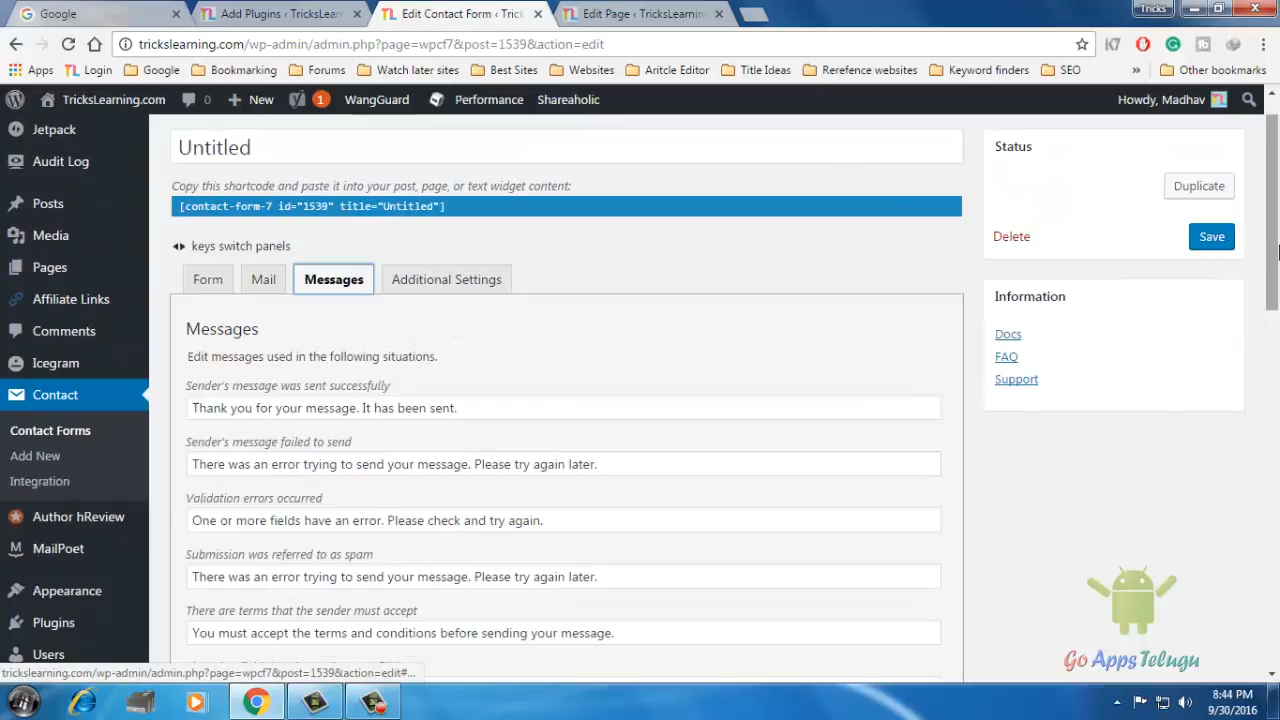 Google
Add Plugins ‹ TricksLearn
Edit Contact Form ‹ Tric
Edit Page ‹ TricksLearnin
Tricks
trickslearning.com/wp-admin/admin.php?page=wpcf7&post=1539&action=edit
Apps
Login
Google
Bookmarking
Forums
Watch later sites
Best Sites
Websites
Aritcle Editor
Title Ideas
Rerefence websites
Keyword finders
SEO
»
Other bookmarks
TricksLearning.com
0
New
1
WangGuard
Performance
Shareaholic
Howdy, Madhav
Jetpack
Audit Log
Posts
Media
Pages
Affiliate Links
Comments
Icegram
Contact
Contact Forms
Add New
Integration
Author hReview
MailPoet
Appearance
Plugins
Users
Untitled
Copy this shortcode and paste it into your post, page, or text widget content:
[contact-form-7 id="1539" title="Untitled"]
keys switch panels
Form
Mail
Messages
Additional Settings
Messages
Edit messages used in the following situations.
Sender's message was sent successfully
Thank you for your message. It has been sent.
Sender's message failed to send
There was an error trying to send your message. Please try again later.
Validation errors occurred
One or more fields have an error. Please check and try again.
Submission was referred to as spam
There was an error trying to send your message. Please try again later.
There are terms that the sender must accept
You must accept the terms and conditions before sending your message.
Status
Duplicate
Delete
Save
Information
Docs
FAQ
Support
Go AppsTelugu
trickslearning.com/wp-admin/admin.php?page=wpcf7&post=1539&action=edit#...
8:44 PM
9/30/2016